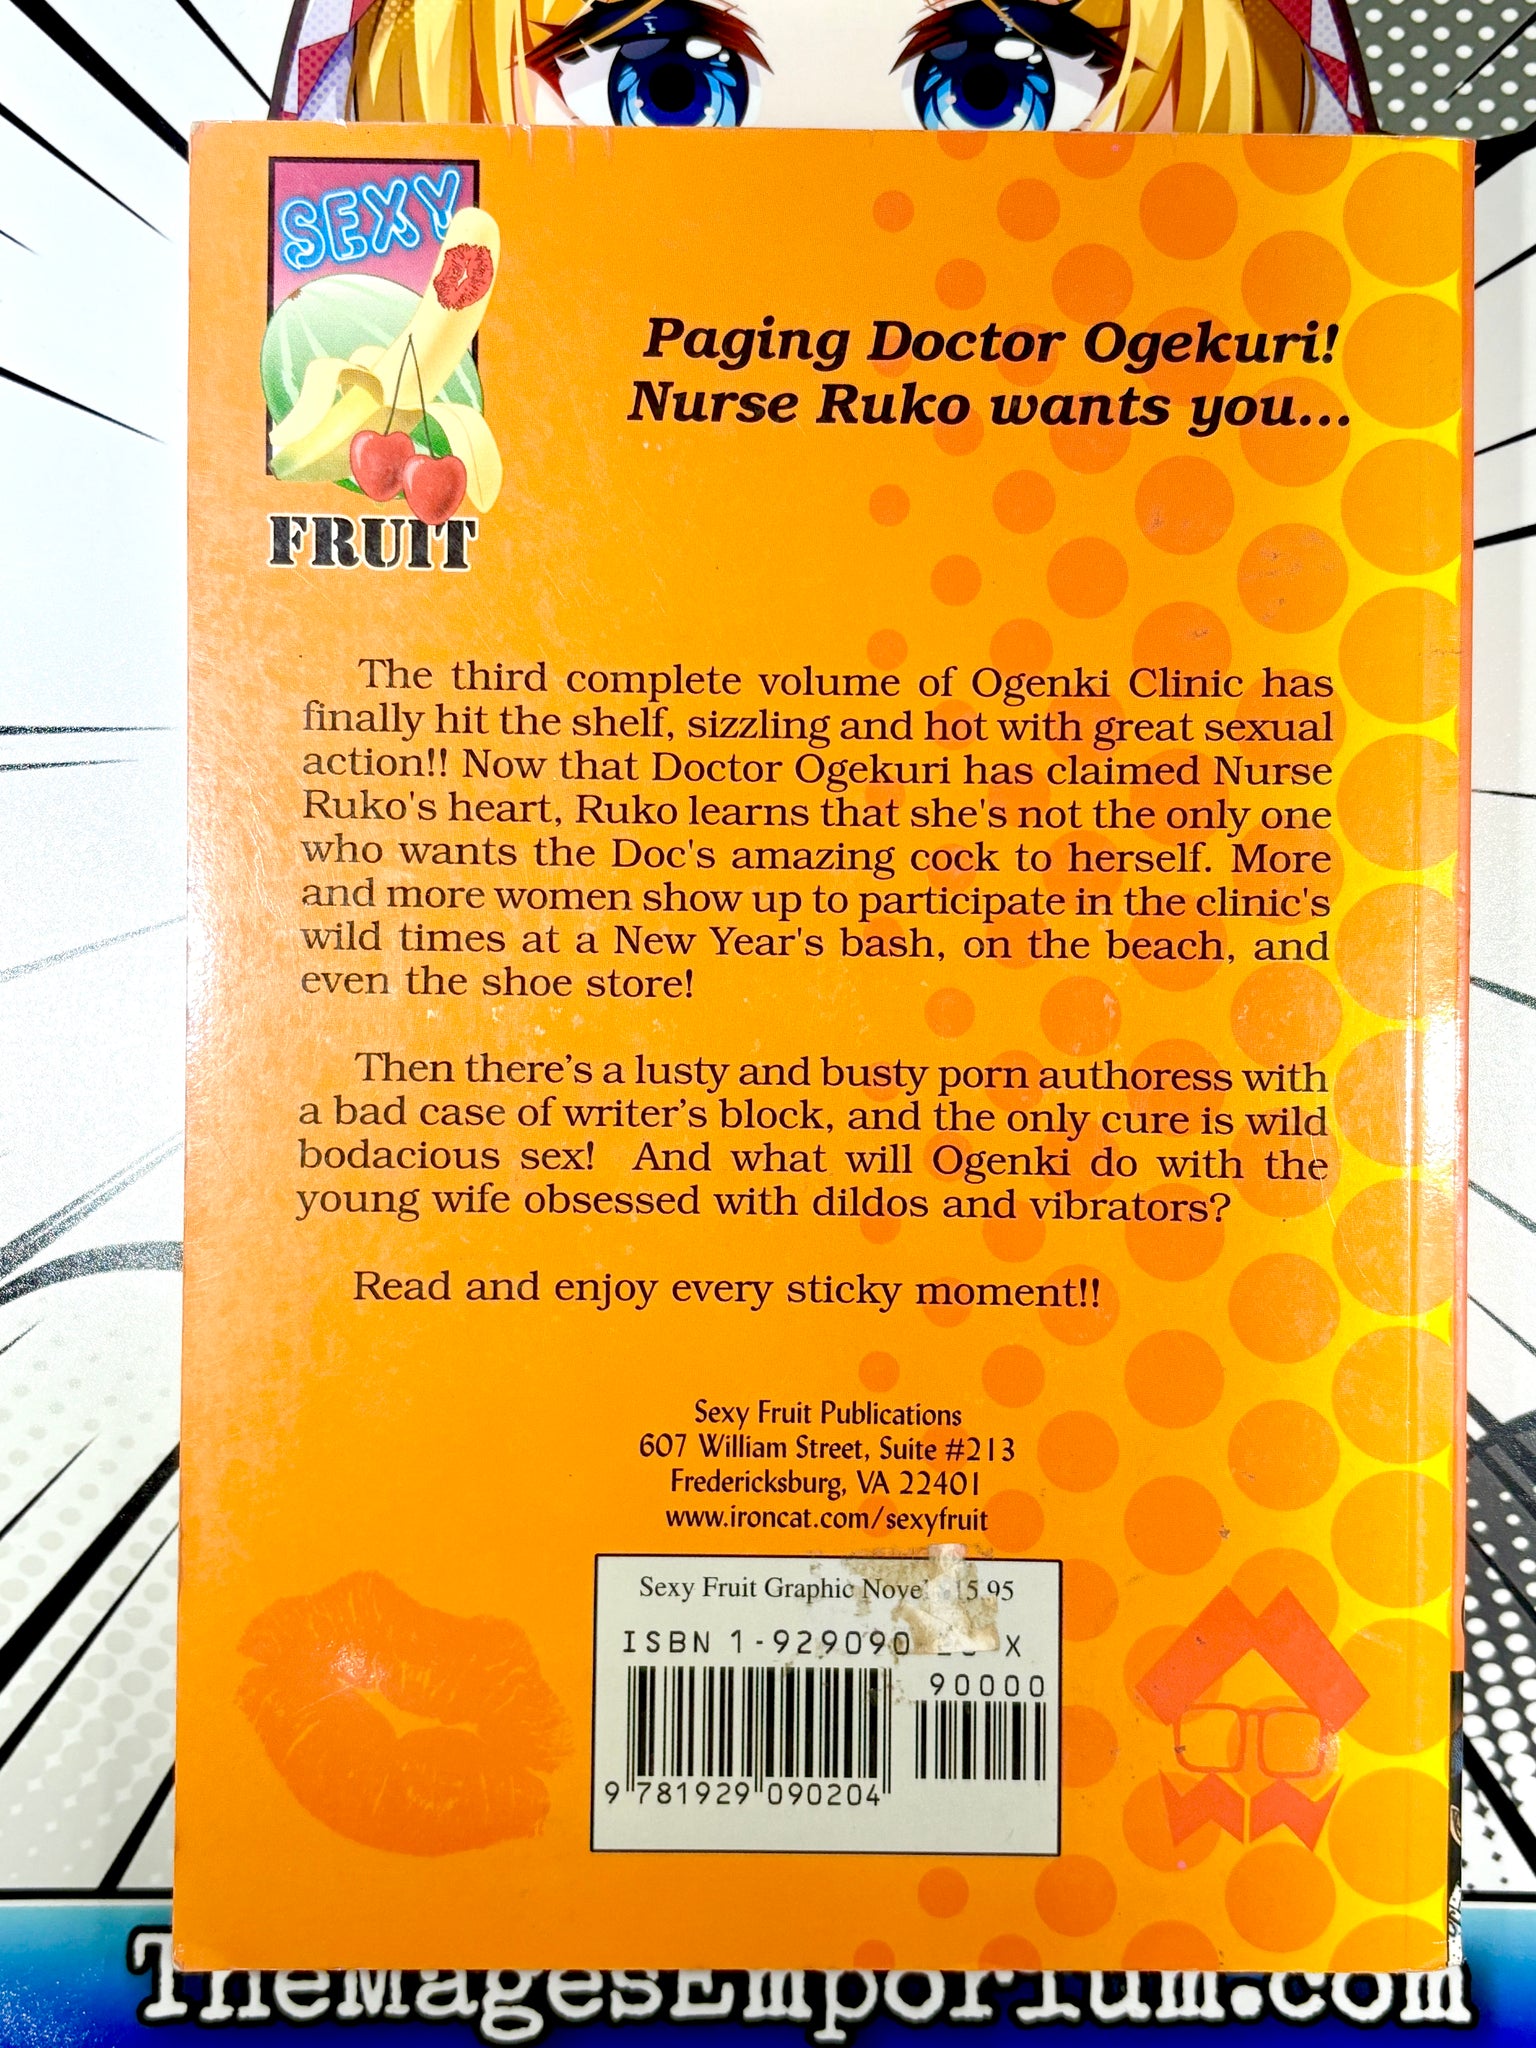 SEXY
FRUIT
Paging Doctor Ogekuri!
Nurse Ruko wants you...
The third complete volume of Ogenki Clinic has
finally hit the shelf, sizzling and hot with great sexual
action!! Now that Doctor Ogekuri has claimed Nurse
Ruko's heart, Ruko learns that she's not the only one
who wants the Doc's amazing cock to herself. More
and more women show up to participate in the clinic's
wild times at a New Year's bash, on the beach, and
even the shoe store!
Then there’s a lusty and busty porn authoress with
a bad case of writer’s block, and the only cure is wild
bodacious sex!  And what will Ogenki do with the
young wife obsessed with dildos and vibrators?
Read and enjoy every sticky moment!!
Sexy Fruit Publications
607 William Street, Suite #213
Fredericksburg, VA 22401
www.ironcat.com/sexyfruit
Sexy Fruit Graphic 15.95
ISBN 1-929090 X
90000
9 781929 090204
TheMagesEmporium.com